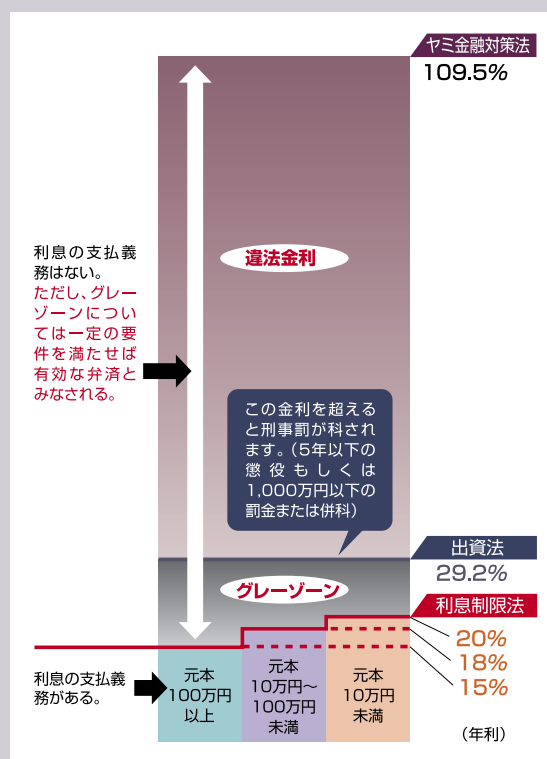 ヤミ金融対策法
109.5%
違法金利
利息の支払義
務はない。
ただし、グレー
ゾーンについ
ては一定の要
件を満たせば
有効な弁済と
みなされる。
この金利を超える
と刑事罰が科され
ます。（5年以下の
懲役もしくは
1,000万円以下の
罰金または併科）
出資法
29.2%
グレーゾーン
利息制限法
20%
18%
15%
利息の支払義
務がある。
元本
100万円
以上
元本
10万円〜
100万円
未満
元本
10万円
未満
（年利）